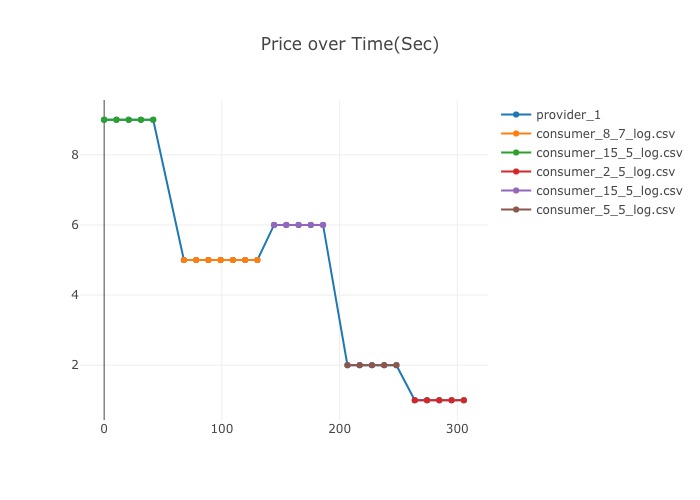 Price over Time(Sec)
provider_1
consumer_8_7_log.csv
consumer_15_5_log.csv
consumer_2_5_log.csv
consumer_15_5_log.csv
consumer_5_5_log.csv
8
6
4
2
0 100 200 300